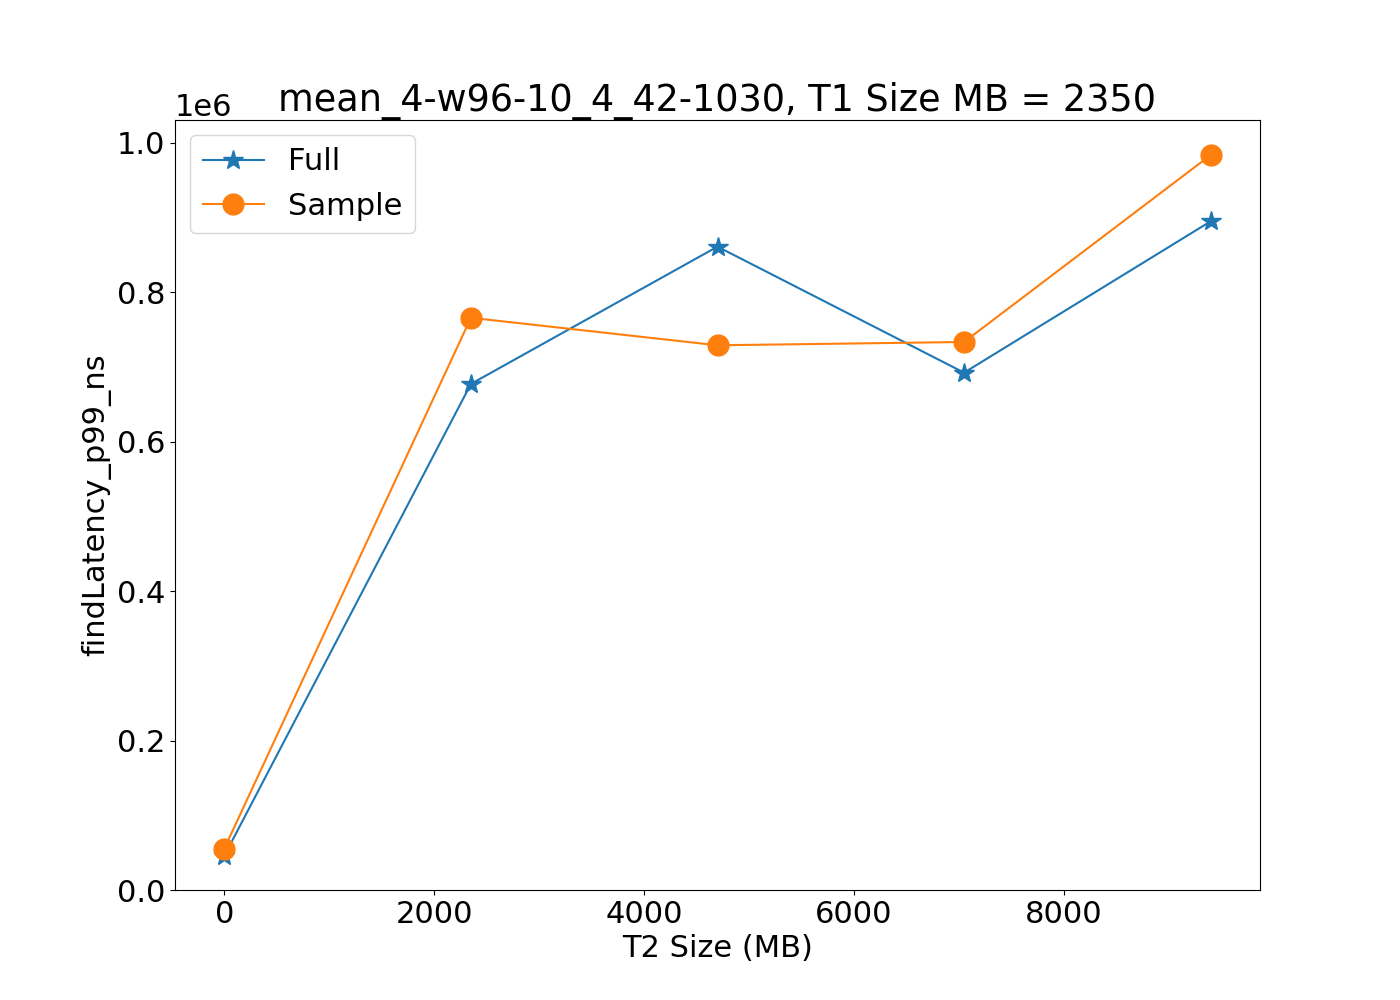 mean_4-w96-10_4_42-1030, T1 Size MB = 2350
1e6
1.0
0.8
0.6
0.4
0.2
0.0
findLatency_p99_ns
Full
Sample
0 2000 4000 6000 8000
T2 Size (MB)